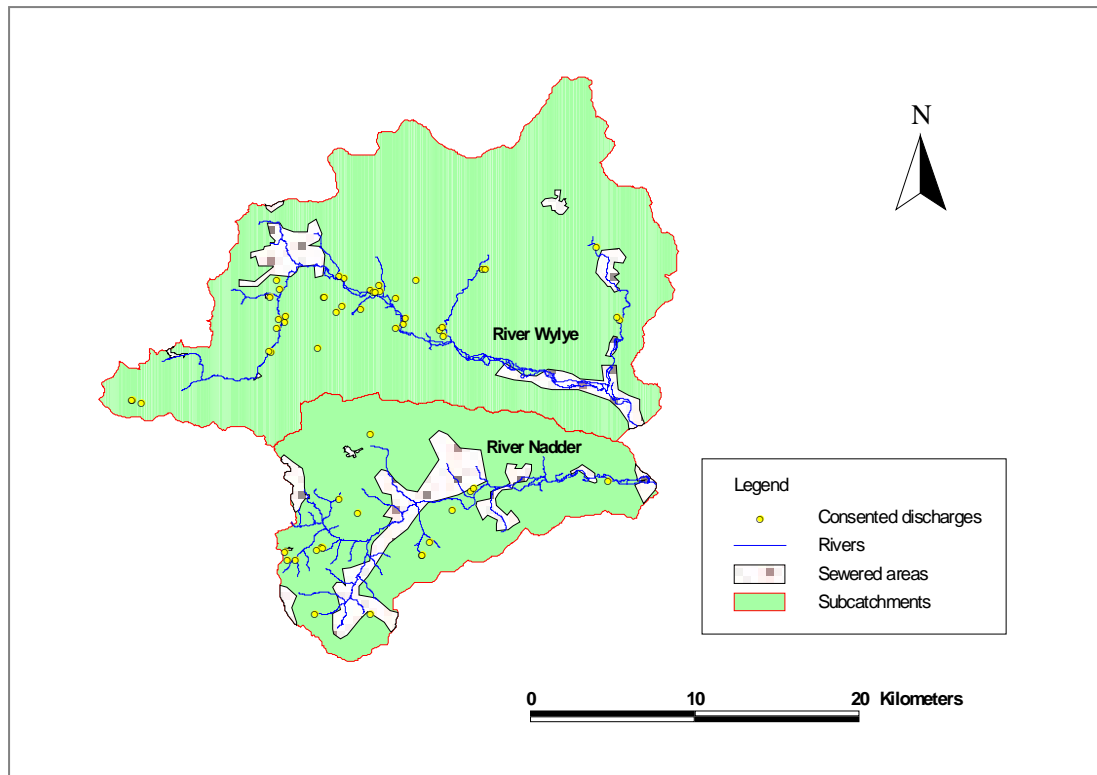 N
River Wylye
River Nadder
Legend
Consented discharges
Rivers
Sewered areas
Subcatchments
0 10 20 Kilometers